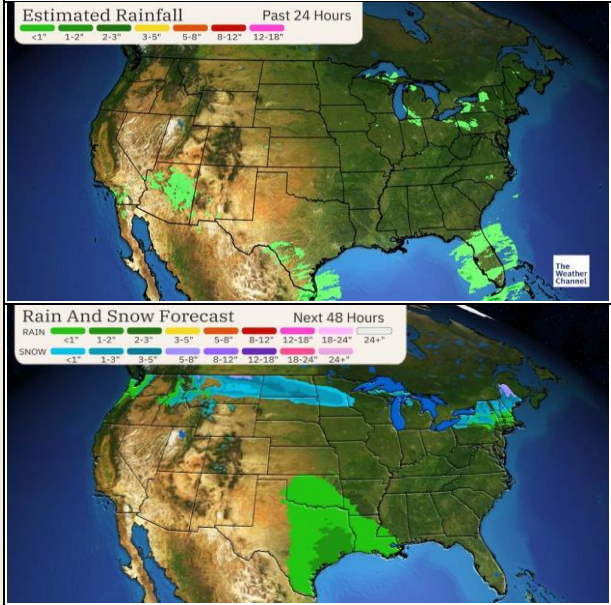 Estimated Rainfall Past 24 Hours
<1" 1-2" 2-3" 3-5" 5-8" 8-12" 12-18"
The
Weather
Channel
Rain And Snow Forecast Next 48 Hours
RAIN
<1" 1-2" 2-3" 3-5" 5-8" 8-12" 12-18" 18-24" 24+"
SNOW
<1" 1-3" 3-5" 5-8" 8-12" 12-18" 18-24" 24+"